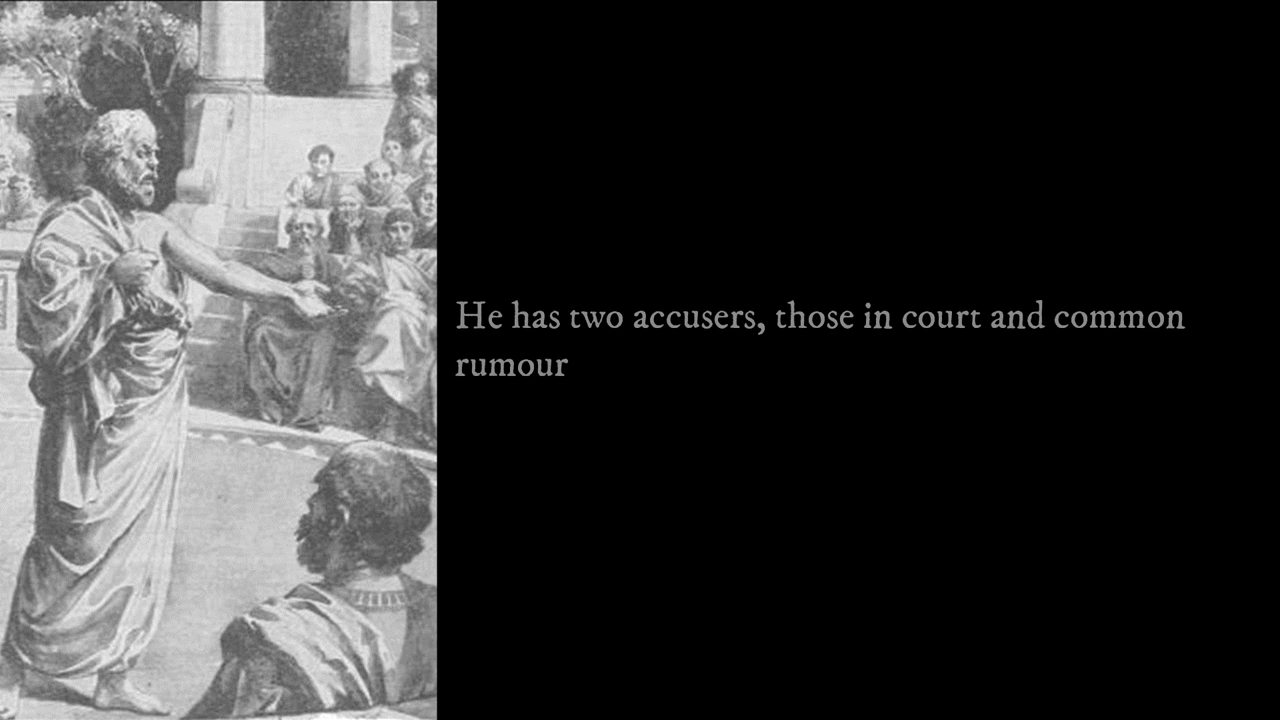 He has two accusers, those in court and common
rumour